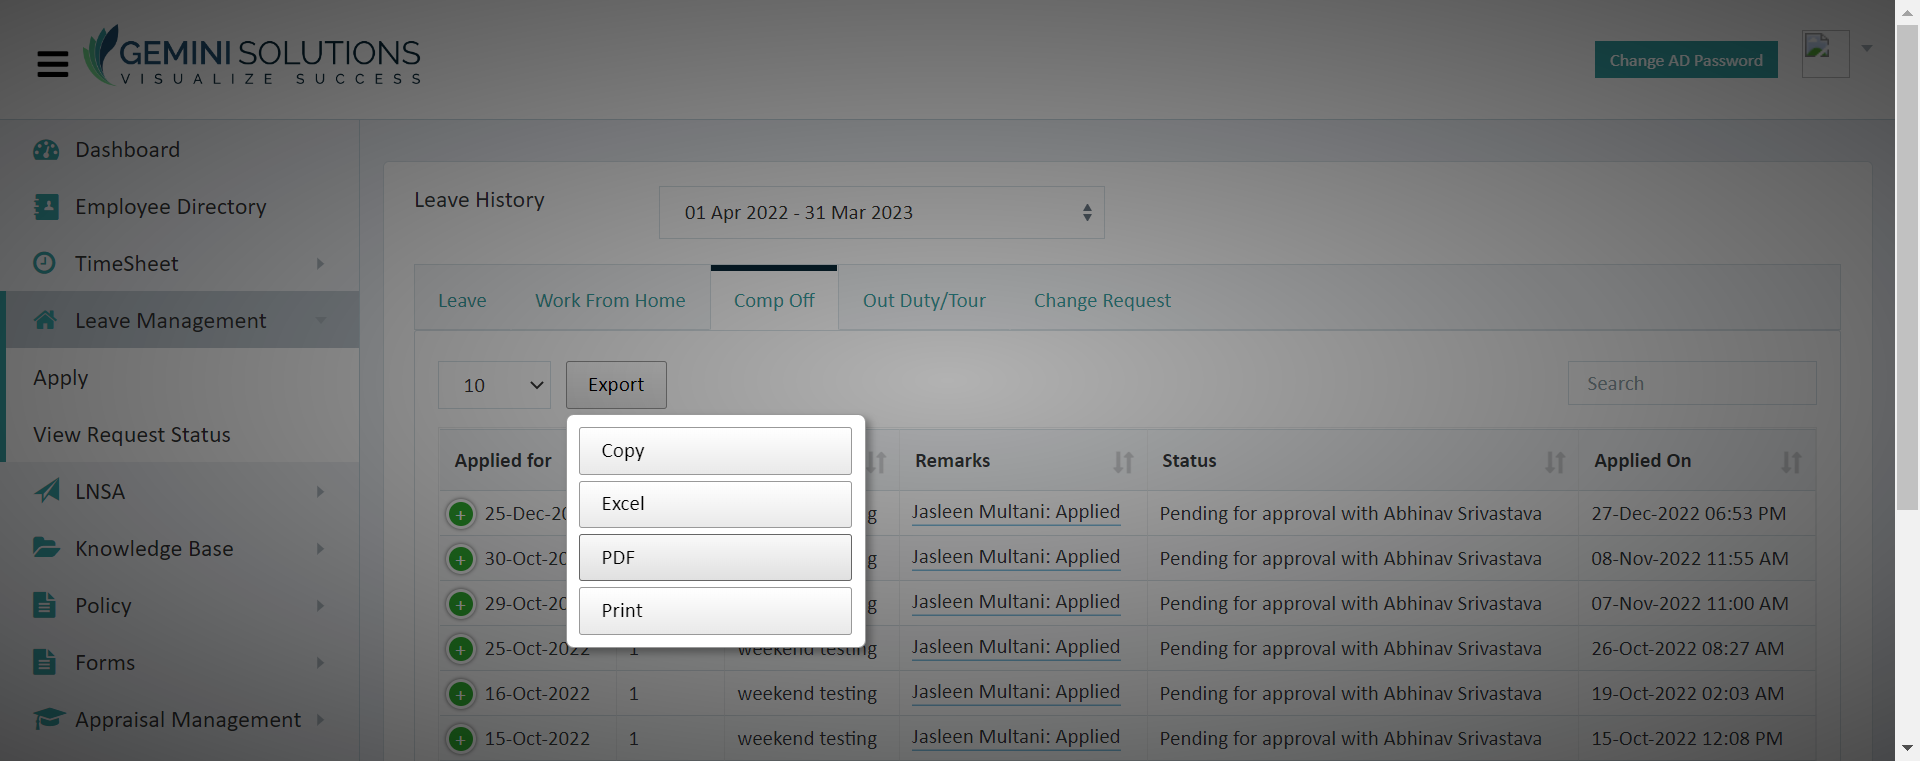 GEMINI SOLUTIONS
VISUALIZE SUCCESS
Change AD Password
Dashboard
Employee Directory
TimeSheet
Leave Management
Apply
View Request Status
LNSA
Knowledge Base
Policy
Forms
Appraisal Management
Leave History
01 Apr 2022 - 31 Mar 2023
Leave Work From Home Comp Off Out Duty/Tour Change Request
10 Export Search
Copy
Excel
PDF
Print
Applied for Remarks Status Applied On
25-Dec-20 g Jasleen Multani: Applied Pending for approval with Abhinav Srivastava 27-Dec-2022 06:53 PM
30-Oct-20 g Jasleen Multani: Applied Pending for approval with Abhinav Srivastava 08-Nov-2022 11:55 AM
29-Oct-20 g Jasleen Multani: Applied Pending for approval with Abhinav Srivastava 07-Nov-2022 11:00 AM
25-Oct-2022 1 weekend testing Jasleen Multani: Applied Pending for approval with Abhinav Srivastava 26-Oct-2022 08:27 AM
16-Oct-2022 1 weekend testing Jasleen Multani: Applied Pending for approval with Abhinav Srivastava 19-Oct-2022 02:03 AM
15-Oct-2022 1 weekend testing Jasleen Multani: Applied Pending for approval with Abhinav Srivastava 15-Oct-2022 12:08 PM